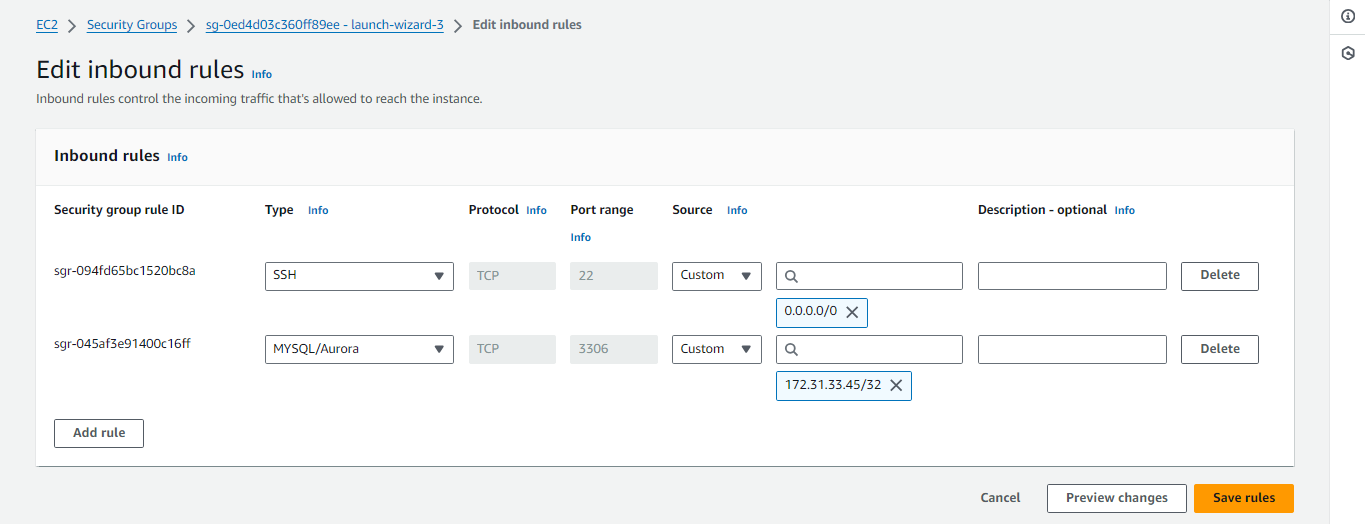 EC2 > Security Groups > sg-0ed4d03c360ff89ee - launch-wizard-3 > Edit inbound rules
Edit inbound rules Info
Inbound rules control the incoming traffic that's allowed to reach the instance.
Inbound rules Info
Security group rule ID Type Info Protocol Info Port range Source Info Description - optional Info
Info
sgr-094fd65bc1520bc8a SSH TCP 22 Custom Delete
0.0.0.0/0
sgr-045af3e91400c16ff MYSQL/Aurora TCP 3306 Custom Delete
172.31.33.45/32
Add rule
Cancel Preview changes Save rules